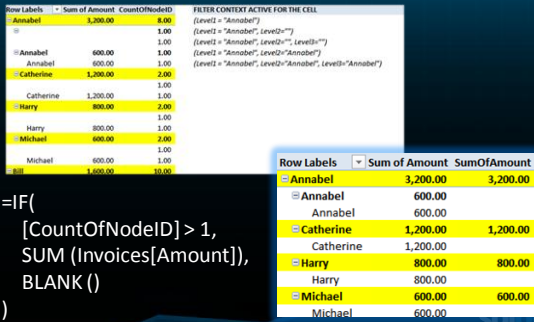 Row Labels Sum of Amount CountOfNodeID FILTER CONTEXT ACTIVE FOR THE CELL
Annabel 3,200.00 8.00 (Level1 = "Annabel")
1.00 (Level1 = "Annabel", Level2="")
1.00 (Level1 = "Annabel", Level2="", Level3="")
Annabel 600.00 1.00 (Level1 = "Annabel", Level2="Annabel")
Annabel 600.00 1.00 (Level1 = "Annabel", Level2="Annabel", Level3="Annabel")
Catherine 1,200.00 2.00
1.00
Catherine 1,200.00 1.00
Harry 800.00 2.00
1.00
Harry 800.00 1.00
Michael 600.00 2.00
1.00
Michael 600.00 1.00
Bill 1,600.00 10.00
=IF(
[CountOfNodeID] > 1,
SUM (Invoices[Amount]),
BLANK ()
)
Row Labels Sum of Amount SumOfAmount
Annabel 3,200.00 3,200.00
Annabel 600.00
Annabel 600.00
Catherine 1,200.00 1,200.00
Catherine 1,200.00
Harry 800.00 800.00
Harry 800.00
Michael 600.00 600.00
Michael 600.00